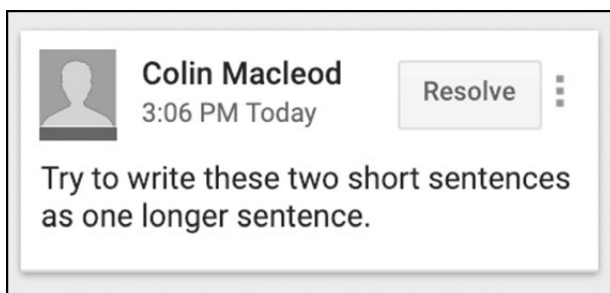 Colin Macleod
3:06 PM Today
Resolve
Try to write these two short sentences
as one longer sentence.